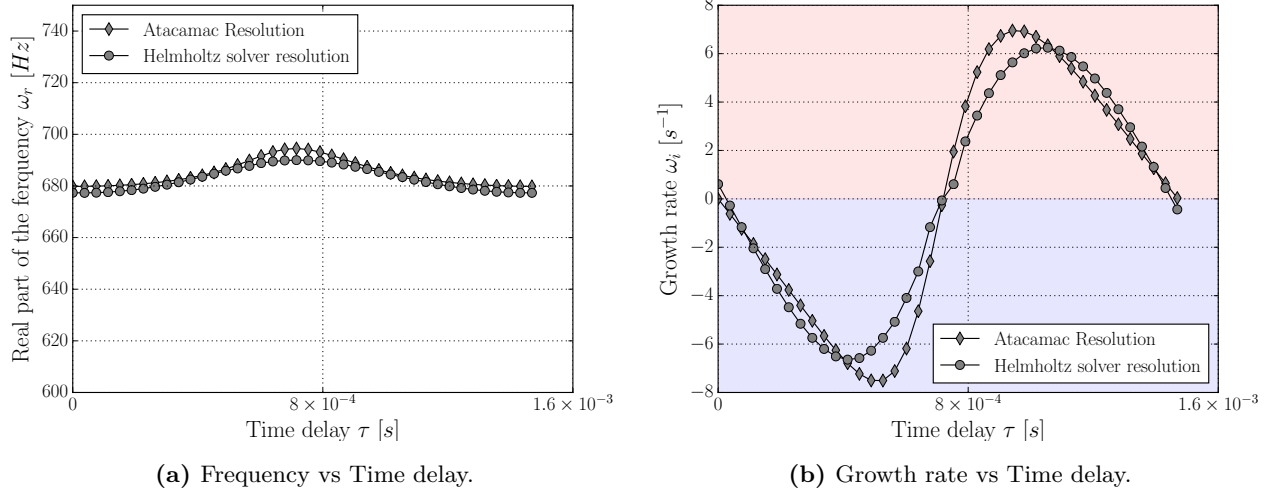 740
720
700
680
660
640
620
600
Real part of the ferquency ω_r [Hz]
Atacamac Resolution
Helmholtz solver resolution
0
8 × 10⁻⁴
1.6 × 10⁻³
Time delay τ [s]
(a) Frequency vs Time delay.
8
6
4
2
0
−2
−4
−6
−8
Growth rate ω_i [s⁻¹]
Atacamac Resolution
Helmholtz solver resolution
0
8 × 10⁻⁴
1.6 × 10⁻³
Time delay τ [s]
(b) Growth rate vs Time delay.